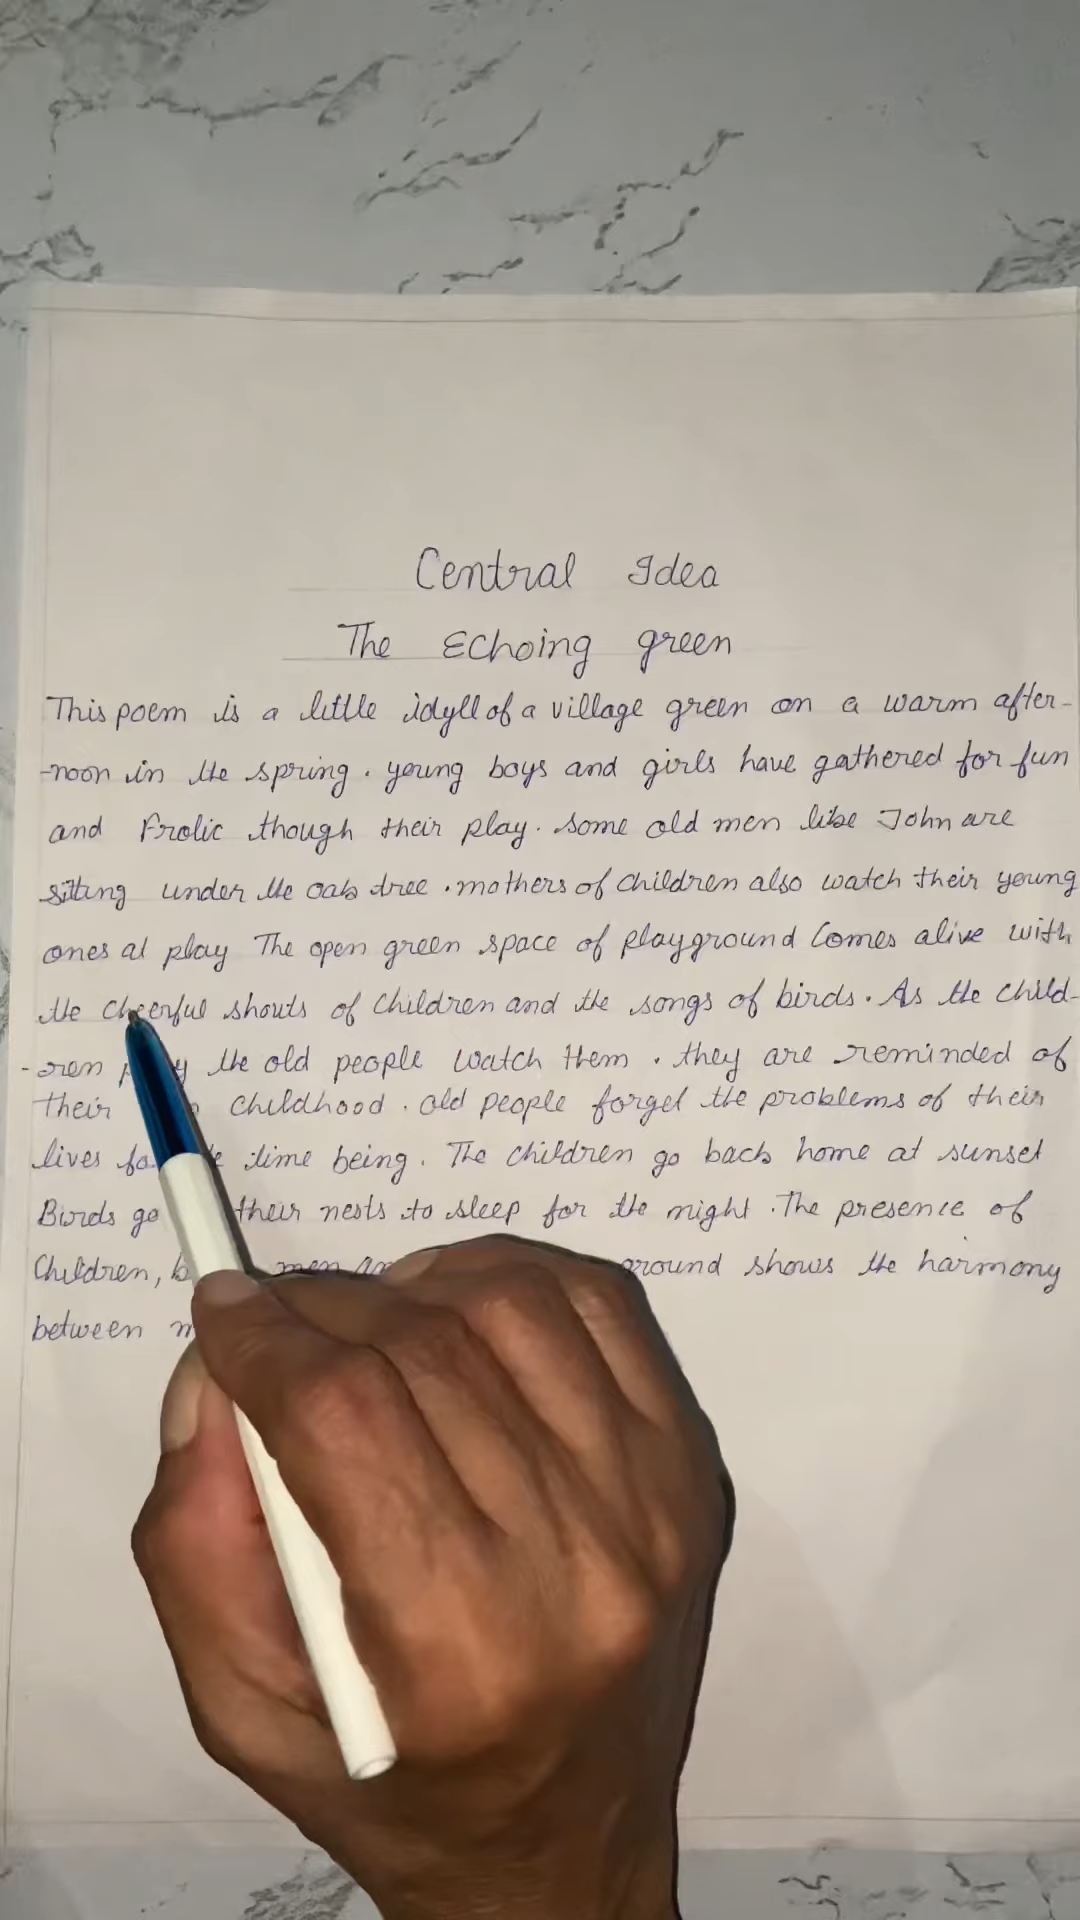 Central Idea
The Echoing green
This poem is a little idyll of a village green on a warm after-
-noon in the spring. young boys and girls have gathered for fun
and Frolic though their play. some old men like John are
sitting under the oak tree. mothers of children also watch their young
ones at play The open green space of playground Comes alive with
the cheerful shouts of children and the songs of birds. As the child-
-ren the old people watch them. they are reminded of
their childhood. old people forget the problems of their
lives time being. The children go back home at sunset
Birds go their nests to sleep for the night. The presence of
Children, men ground shows the harmony
between